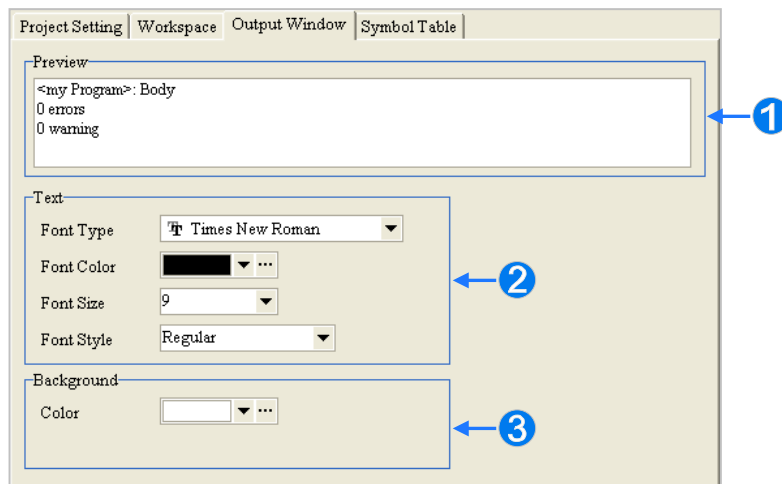 Project Setting Workspace Output Window Symbol Table
Preview
<my Program>: Body
0 errors
0 warning
1
Text
Font Type Times New Roman
Font Color ...
2
Font Size 9
Font Style Regular
Background
Color ...
3